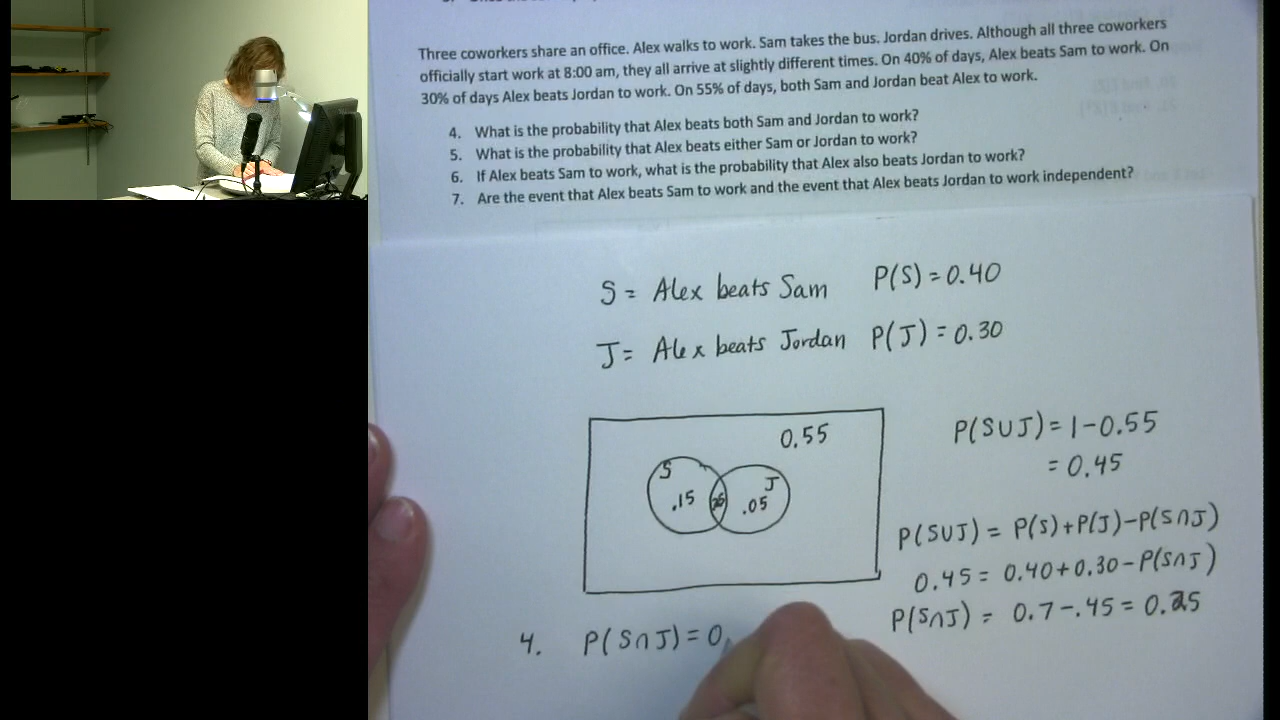 Three coworkers share an office. Alex walks to work. Sam takes the bus. Jordan drives. Although all three coworkers
officially start work at 8:00 am, they all arrive at slightly different times. On 40% of days, Alex beats Sam to work. On
30% of days Alex beats Jordan to work. On 55% of days, both Sam and Jordan beat Alex to work.
4. What is the probability that Alex beats both Sam and Jordan to work?
5. What is the probability that Alex beats either Sam or Jordan to work?
6. If Alex beats Sam to work, what is the probability that Alex also beats Jordan to work?
7. Are the event that Alex beats Sam to work and the event that Alex beats Jordan to work independent?
S = Alex beats Sam P(S) = 0.40
J = Alex beats Jordan P(J) = 0.30
0.55
S J
.15 .05
P(S∪J) = 1-0.55
= 0.45
P(S∪J) = P(S)+P(J)-P(S∩J)
0.45 = 0.40+0.30-P(S∩J)
P(S∩J) = 0.7-.45 = 0.25
4. P(S∩J) = 0.